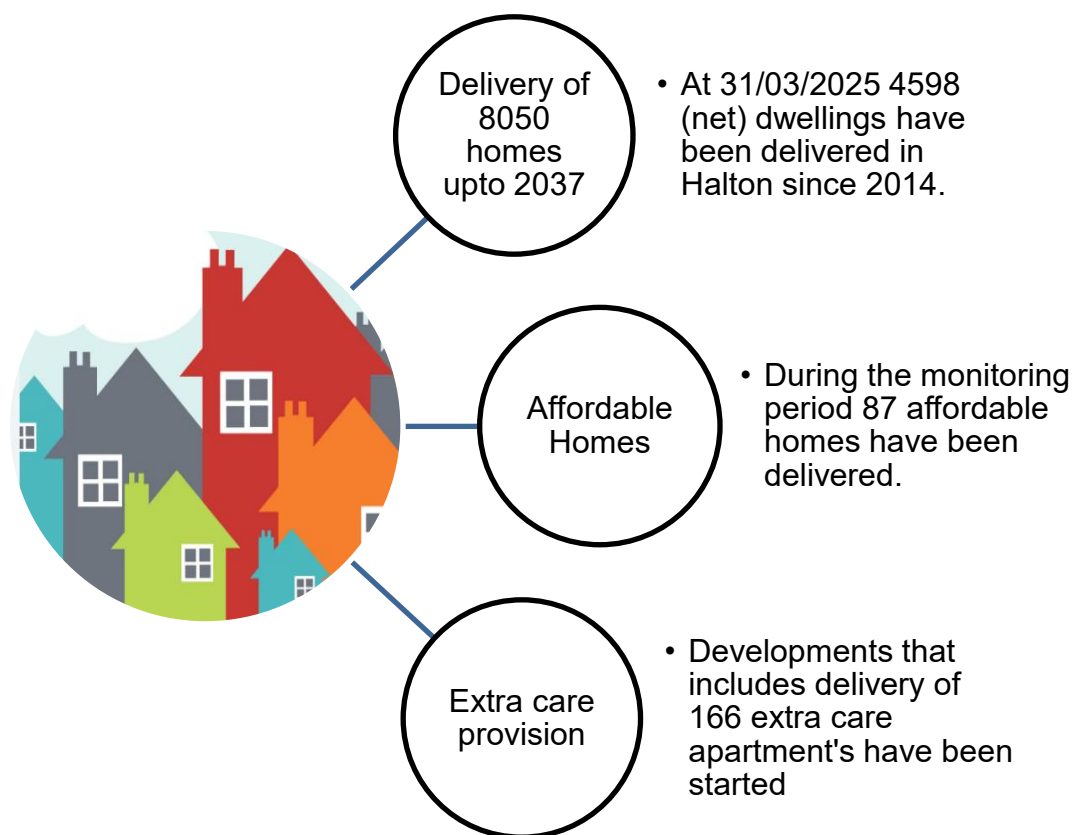 Delivery of
8050
homes
upto 2037
• At 31/03/2025 4598
(net) dwellings have
been delivered in
Halton since 2014.
Affordable
Homes
• During the monitoring
period 87 affordable
homes have been
delivered.
Extra care
provision
• Developments that
includes delivery of
166 extra care
apartment's have been
started